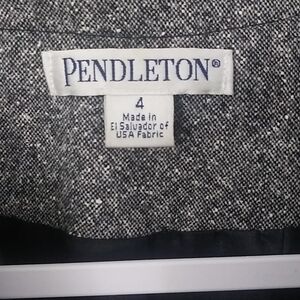 PENDLETON®
4
Made in
El Salvador of
USA Fabric